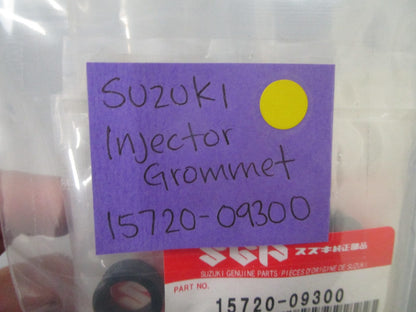 SUZUKI
Injector
Grommet
15720-09300
SGP スズキ純正部品
SUZUKI GENUINE PARTS / PIÈCES D'ORIGINE DE SUZUKI
PART NO.
15720-09300